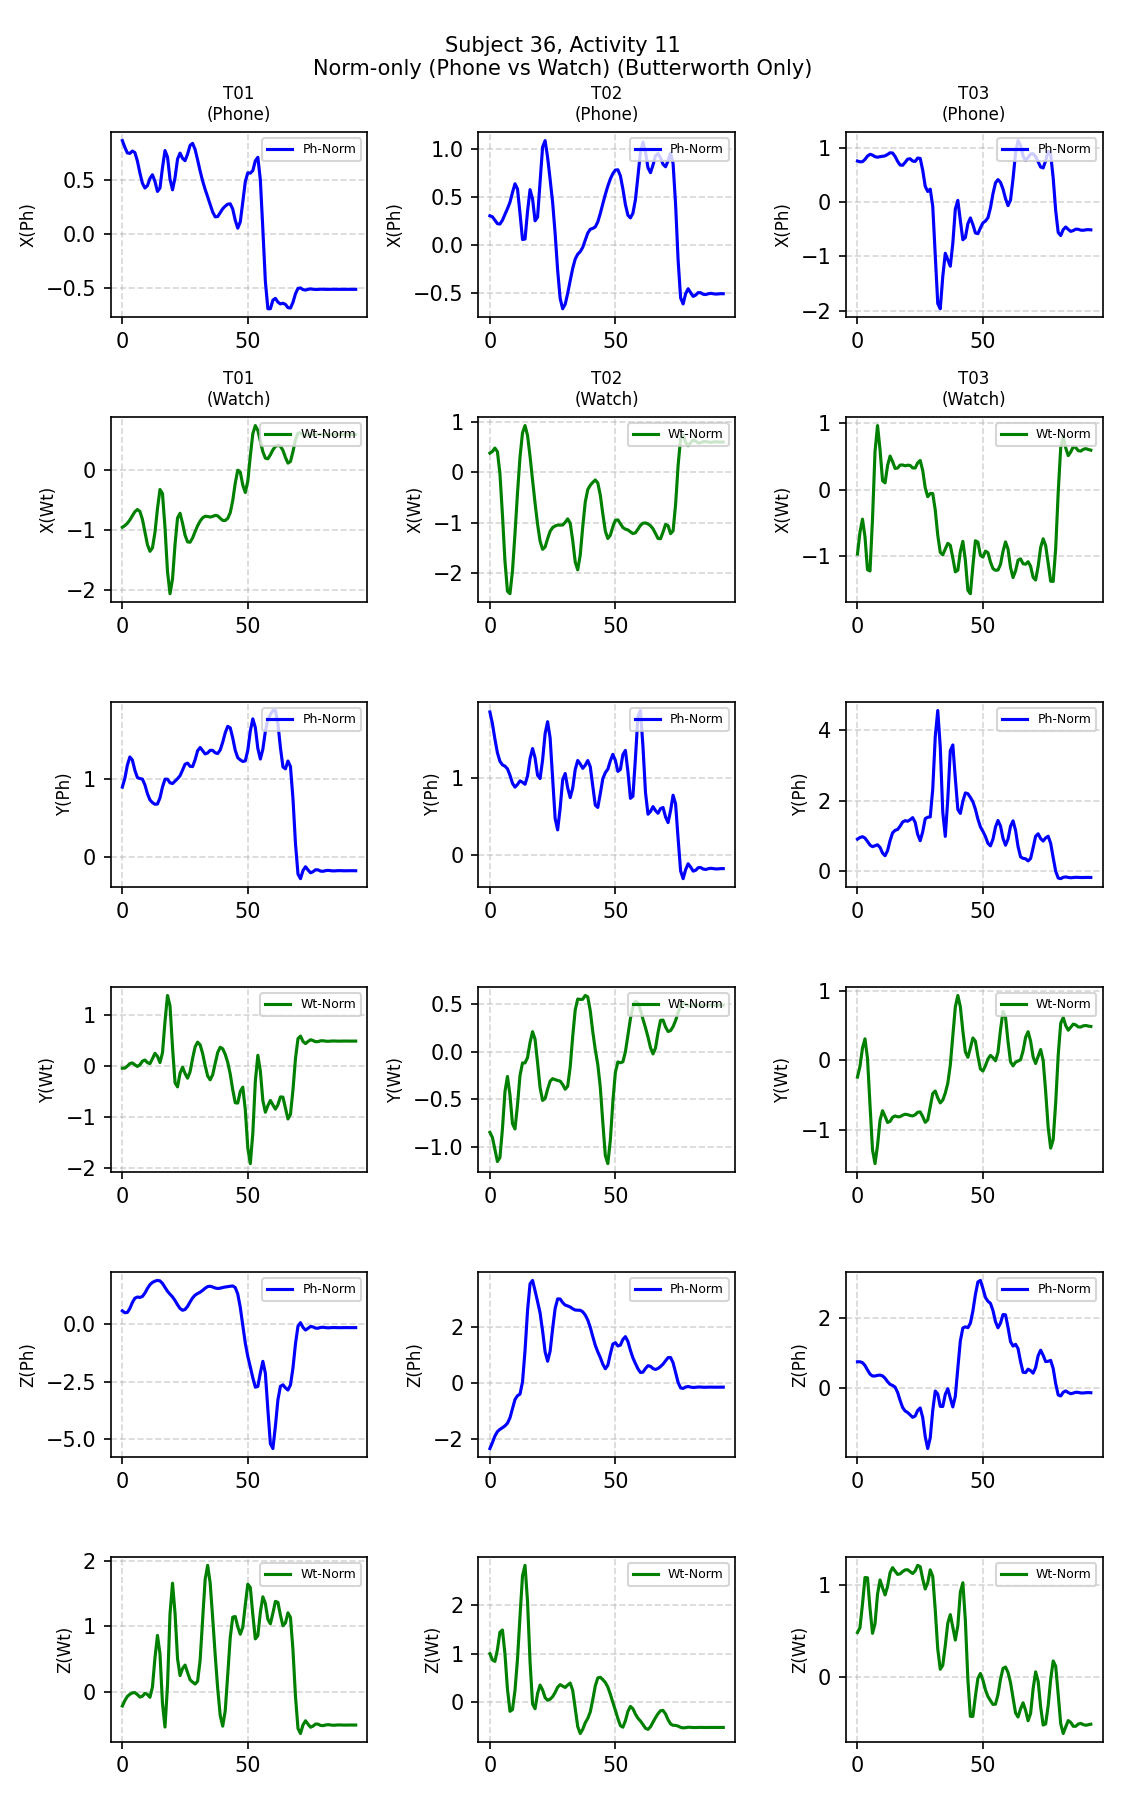 Subject 36, Activity 11
Norm-only (Phone vs Watch) (Butterworth Only)
T01
(Phone)
T02
(Phone)
T03
(Phone)
X(Ph)
0.5
0.0
−0.5
0
50
Ph-Norm
X(Ph)
1.0
0.5
0.0
−0.5
0
50
Ph-Norm
X(Ph)
1
0
−1
−2
0
50
Ph-Norm
T01
(Watch)
T02
(Watch)
T03
(Watch)
X(Wt)
0
−1
−2
0
50
Wt-Norm
X(Wt)
1
0
−1
−2
0
50
Wt-Norm
X(Wt)
1
0
−1
0
50
Wt-Norm
Y(Ph)
1
0
0
50
Ph-Norm
Y(Ph)
1
0
0
50
Ph-Norm
Y(Ph)
4
2
0
0
50
Ph-Norm
Y(Wt)
1
0
−1
−2
0
50
Wt-Norm
Y(Wt)
0.5
0.0
−0.5
−1.0
0
50
Wt-Norm
Y(Wt)
1
0
−1
0
50
Wt-Norm
Z(Ph)
0.0
−2.5
−5.0
0
50
Ph-Norm
Z(Ph)
2
0
−2
0
50
Ph-Norm
Z(Ph)
2
0
0
50
Ph-Norm
Z(Wt)
2
1
0
0
50
Wt-Norm
Z(Wt)
2
1
0
0
50
Wt-Norm
Z(Wt)
1
0
0
50
Wt-Norm